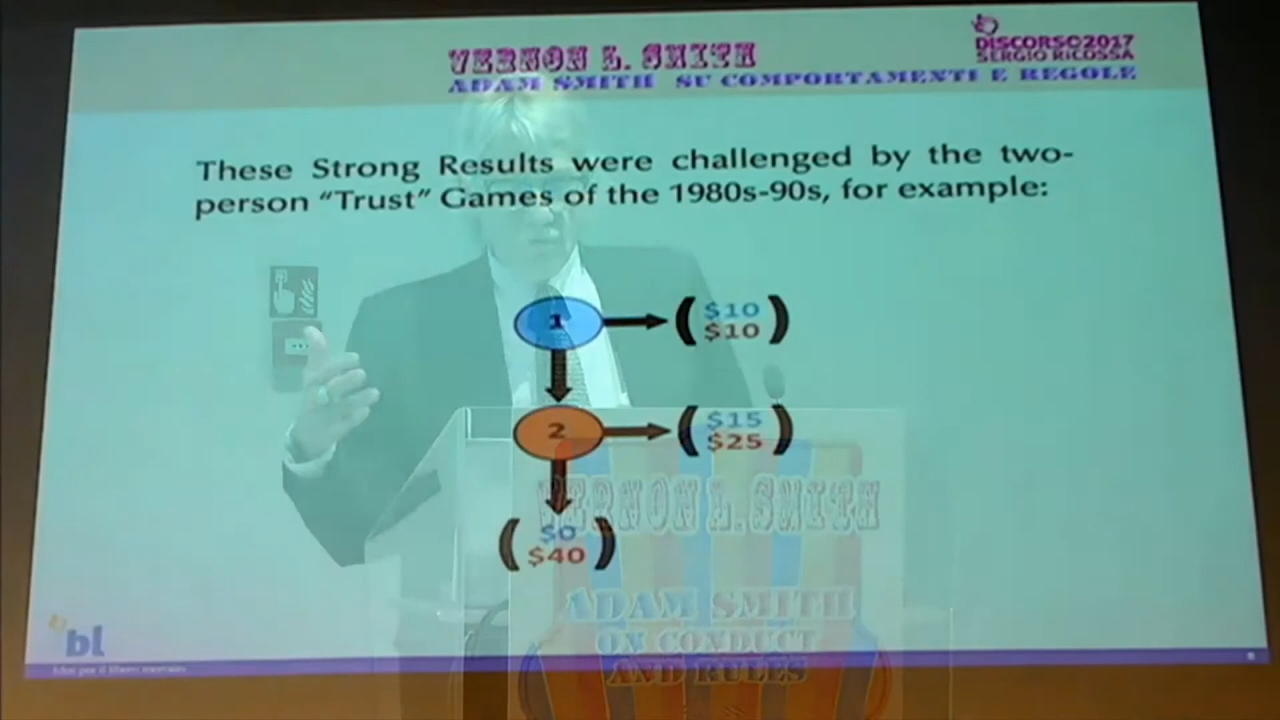 VERNON L. SMITH
DISCORSO2017
SERGIO RICOSSA
ADAM SMITH SU COMPORTAMENTI E REGOLE
These Strong Results were challenged by the two-
person “Trust” Games of the 1980s-90s, for example:
1
$10
$10
2
$15
$25
$0
$40
VERNON L. SMITH
ADAM SMITH
ON CONDUCT
AND RULES
bl